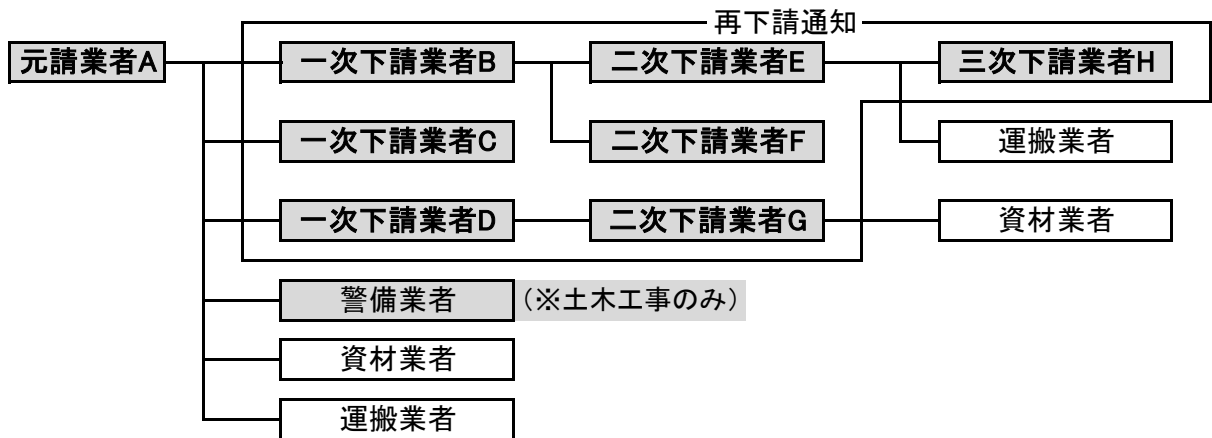 再下請通知
元請業者A
一次下請業者B
二次下請業者E
三次下請業者H
一次下請業者C
二次下請業者F
運搬業者
一次下請業者D
二次下請業者G
資材業者
警備業者
（※土木工事のみ）
資材業者
運搬業者